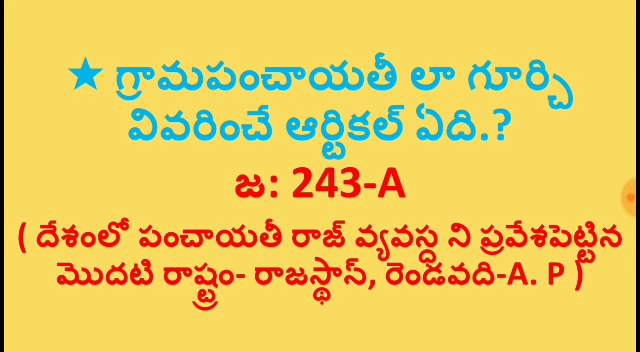 ★ గ్రామపంచాయతీ లా గూర్చి
వివరించే ఆర్టికల్ ఏది.?
జ: 243-A
( దేశంలో పంచాయతీ రాజ్ వ్యవస్ధ ని ప్రవేశపెట్టిన
మొదటి రాష్ట్రం- రాజస్థాస్, రెండవది-A. P )